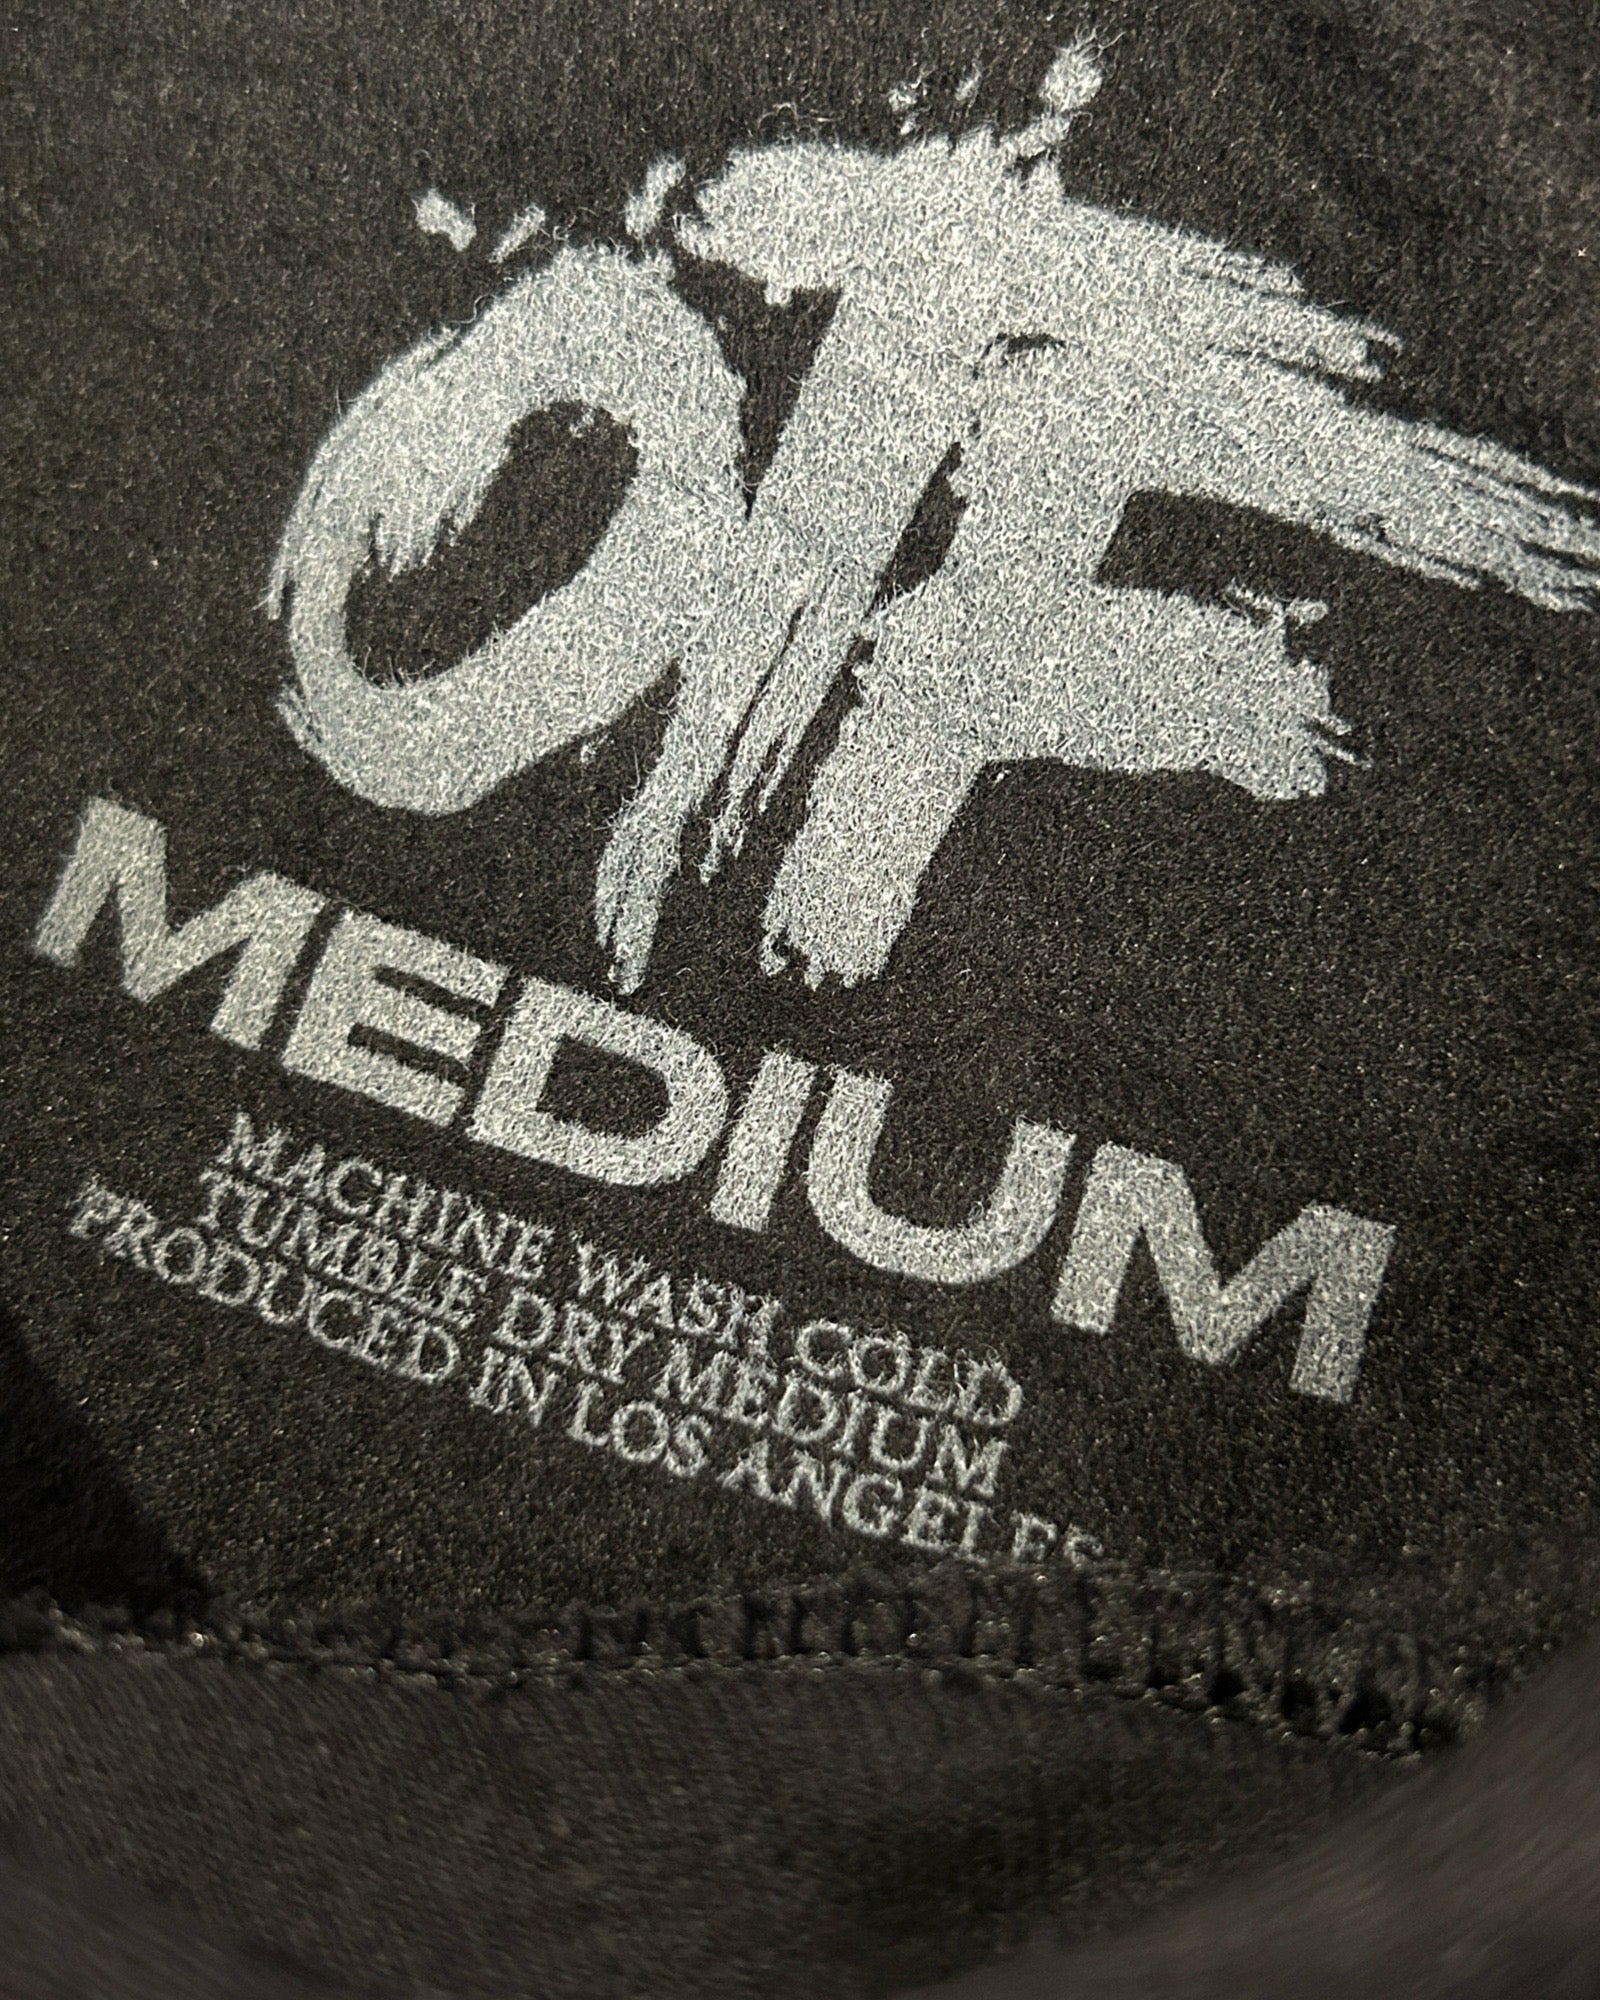 OTF
MEDIUM
MACHINE WASH COLD
TUMBLE DRY MEDIUM
PRODUCED IN LOS ANGELES